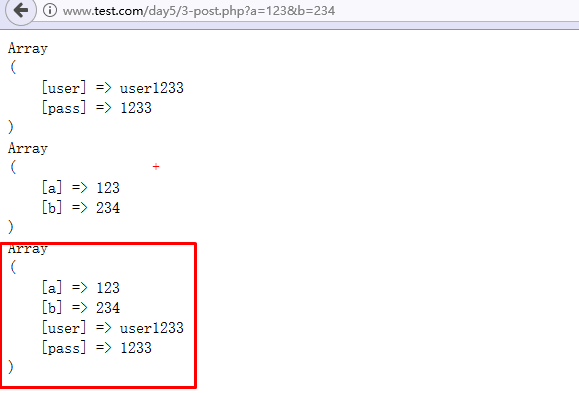 www.test.com/day5/3-post.php?a=123&b=234
Array
(
[user] => user1233
[pass] => 1233
)
Array
(
[a] => 123
[b] => 234
)
Array
(
[a] => 123
[b] => 234
[user] => user1233
[pass] => 1233
)